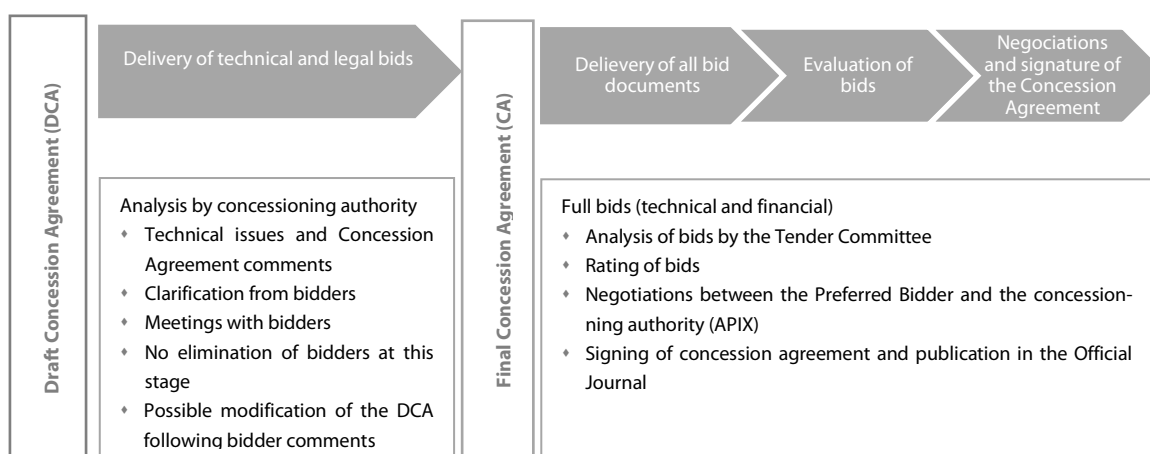 Draft Concession Agreement (DCA)
Delivery of technical and legal bids
Analysis by concessioning authority
Technical issues and Concession
Agreement comments
Clarification from bidders
Meetings with bidders
No elimination of bidders at this
stage
Possible modification of the DCA
following bidder comments
Final Concession Agreement (CA)
Delievery of all bid
documents
Evaluation of
bids
Negociations
and signature of
the Concession
Agreement
Full bids (technical and financial)
Analysis of bids by the Tender Committee
Rating of bids
Negotiations between the Preferred Bidder and the concession-
ning authority (APIX)
Signing of concession agreement and publication in the Official
Journal